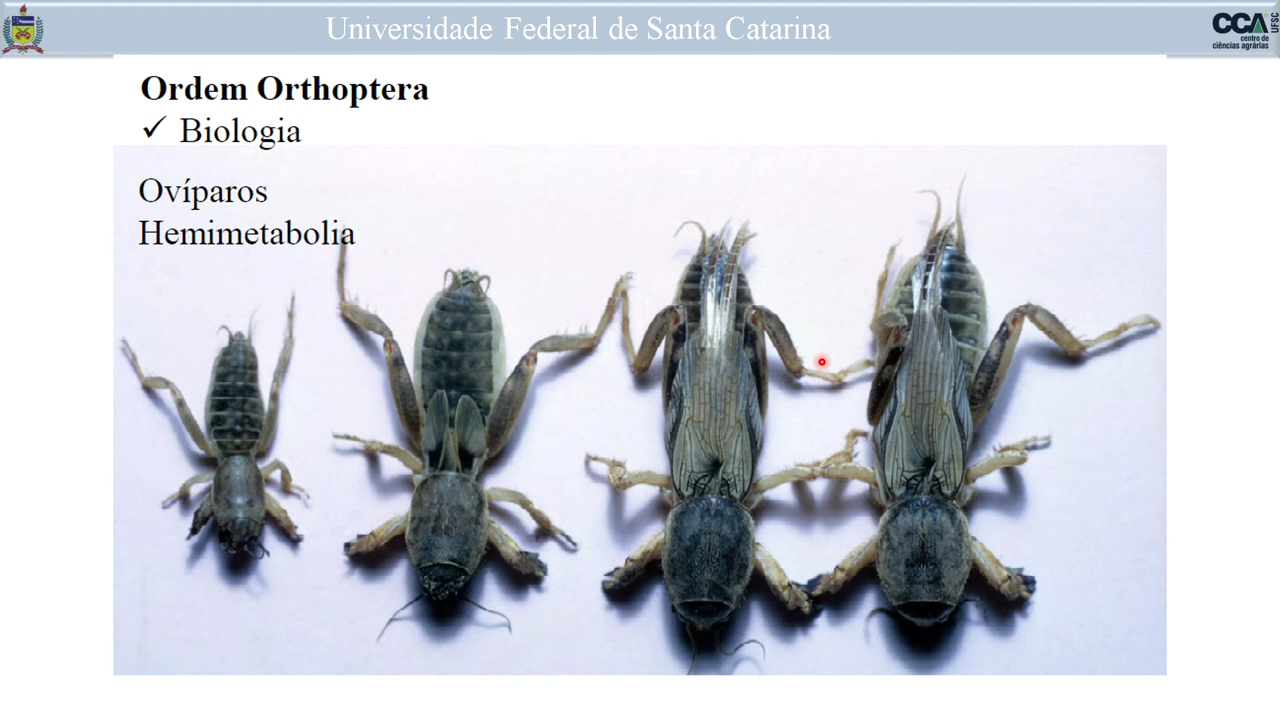 Universidade Federal de Santa Catarina
CCA UFSC
centro de
ciências agrárias
Ordem Orthoptera
✓ Biologia
Ovíparos
Hemimetabolia